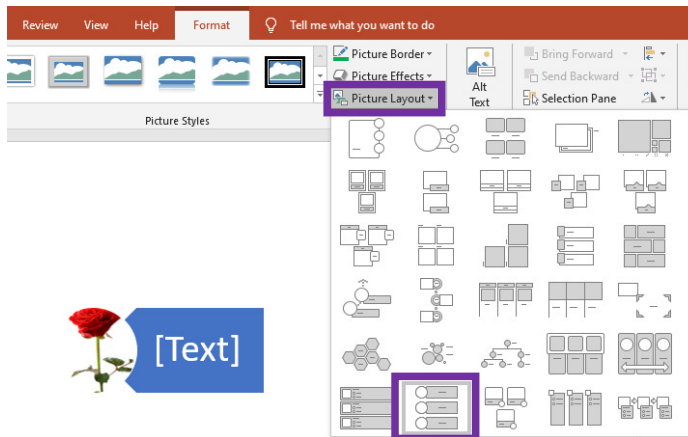 Review View Help Format Tell me what you want to do
Picture Border
Picture Effects
Picture Layout
Alt
Text
Bring Forward
Send Backward
Selection Pane
Picture Styles
[Text]